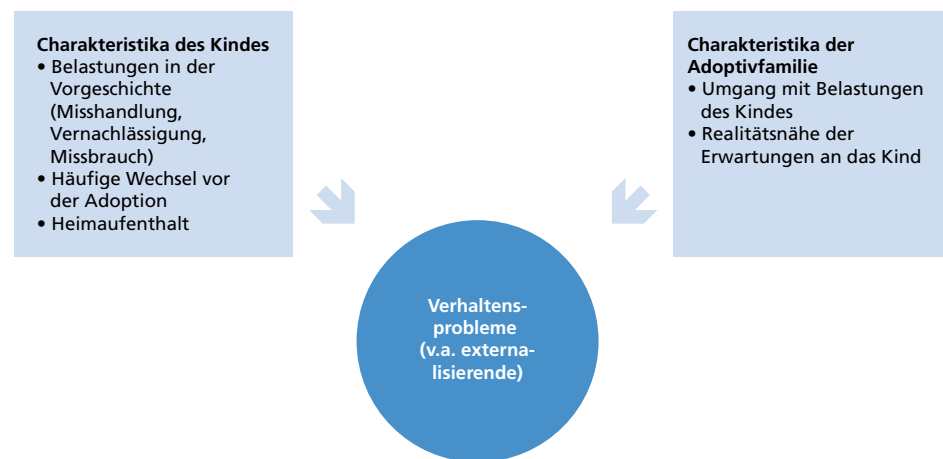 Charakteristika des Kindes
• Belastungen in der
Vorgeschichte
(Misshandlung,
Vernachlässigung,
Missbrauch)
• Häufige Wechsel vor
der Adoption
• Heimaufenthalt
Charakteristika der
Adoptivfamilie
• Umgang mit Belastungen
des Kindes
• Realitätsnähe der
Erwartungen an das Kind
Verhaltens-
probleme
(v.a. externa-
lisierende)